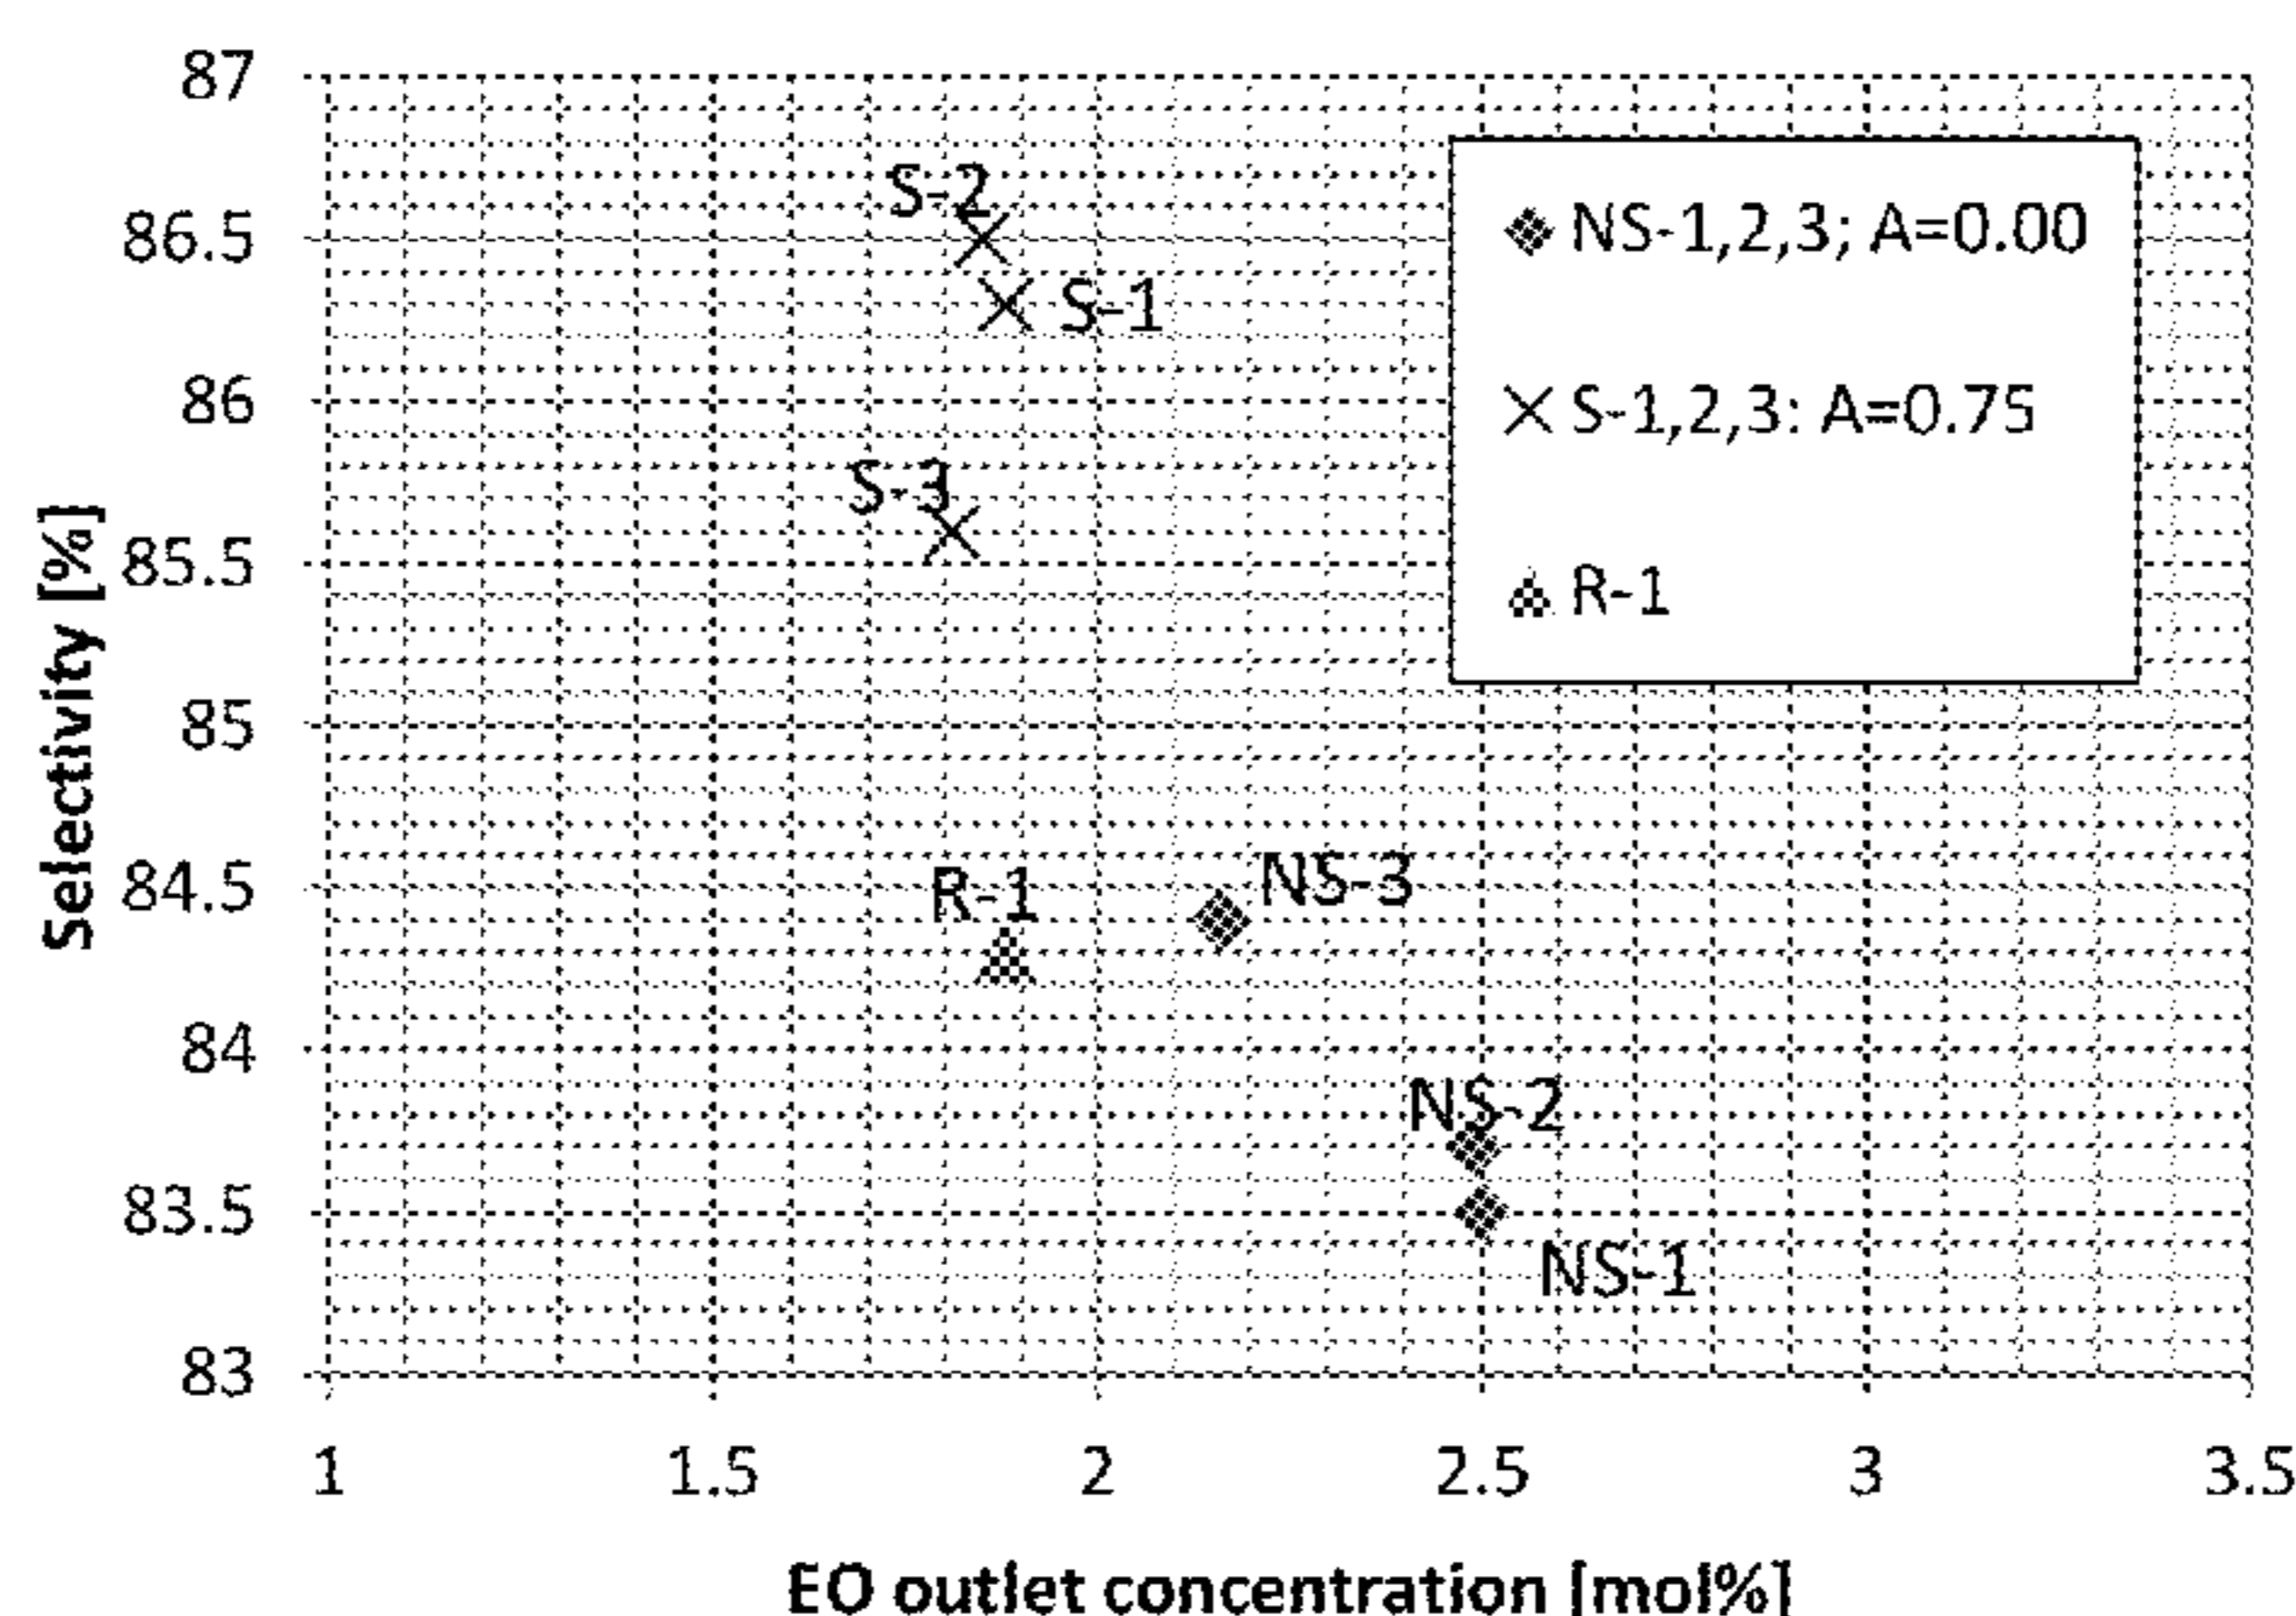 87
86.5
86
85.5
85
84.5
84
83.5
83
Selectivity [%]
S-2
S-1
S-3
R-1
NS-3
NS-2
NS-1
NS-1,2,3; A=0.00
S-1,2,3: A=0.75
R-1
1 1.5 2 2.5 3 3.5
EO outlet concentration [mol%]